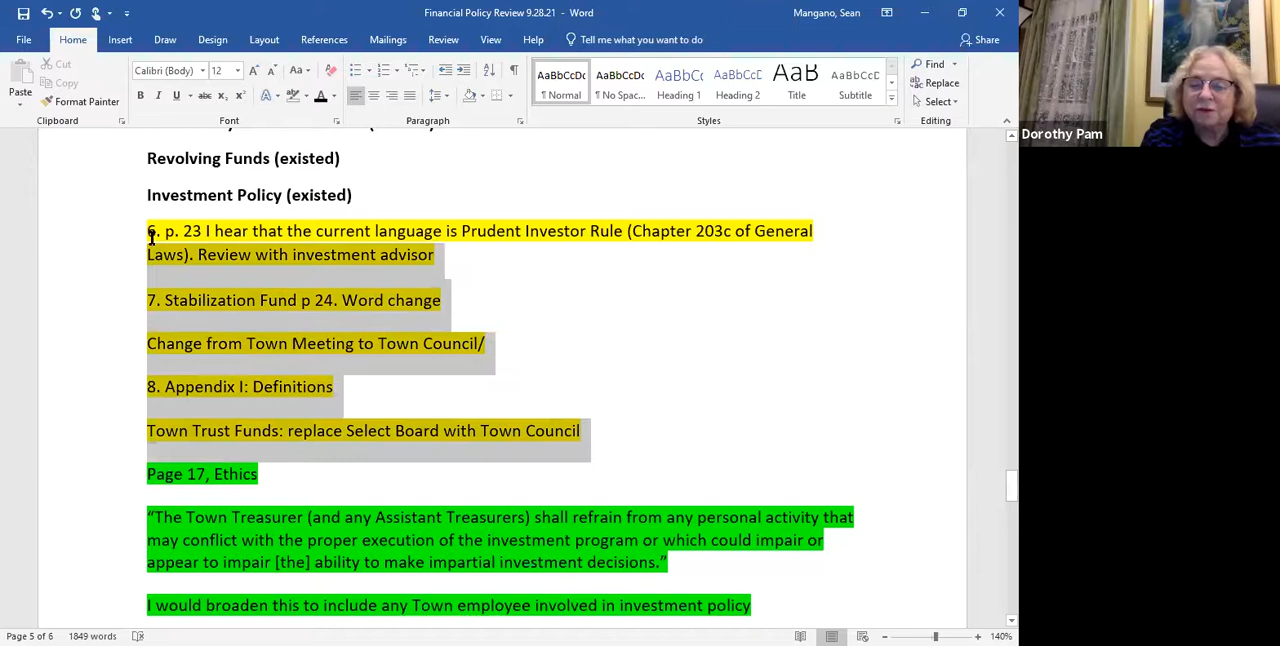 Financial Policy Review 9.28.21 - Word
Mangano, Sean
File Home Insert Draw Design Layout References Mailings Review View Help Tell me what you want to do Share
Paste
Cut
Copy
Format Painter
Clipboard
Calibri (Body) 12
Font
Paragraph
AaBbCcDc AaBbCcDc AaBbC AaBbCcD AaB AaBbCcD
¶ Normal ¶ No Spac... Heading 1 Heading 2 Title Subtitle
Styles
Find
Replace
Select
Editing
Revolving Funds (existed)
Investment Policy (existed)
6. p. 23 I hear that the current language is Prudent Investor Rule (Chapter 203c of General
Laws). Review with investment advisor
7. Stabilization Fund p 24. Word change
Change from Town Meeting to Town Council/
8. Appendix I: Definitions
Town Trust Funds: replace Select Board with Town Council
Page 17, Ethics
“The Town Treasurer (and any Assistant Treasurers) shall refrain from any personal activity that
may conflict with the proper execution of the investment program or which could impair or
appear to impair [the] ability to make impartial investment decisions.”
I would broaden this to include any Town employee involved in investment policy
Page 5 of 6 1849 words
140%
Dorothy Pam